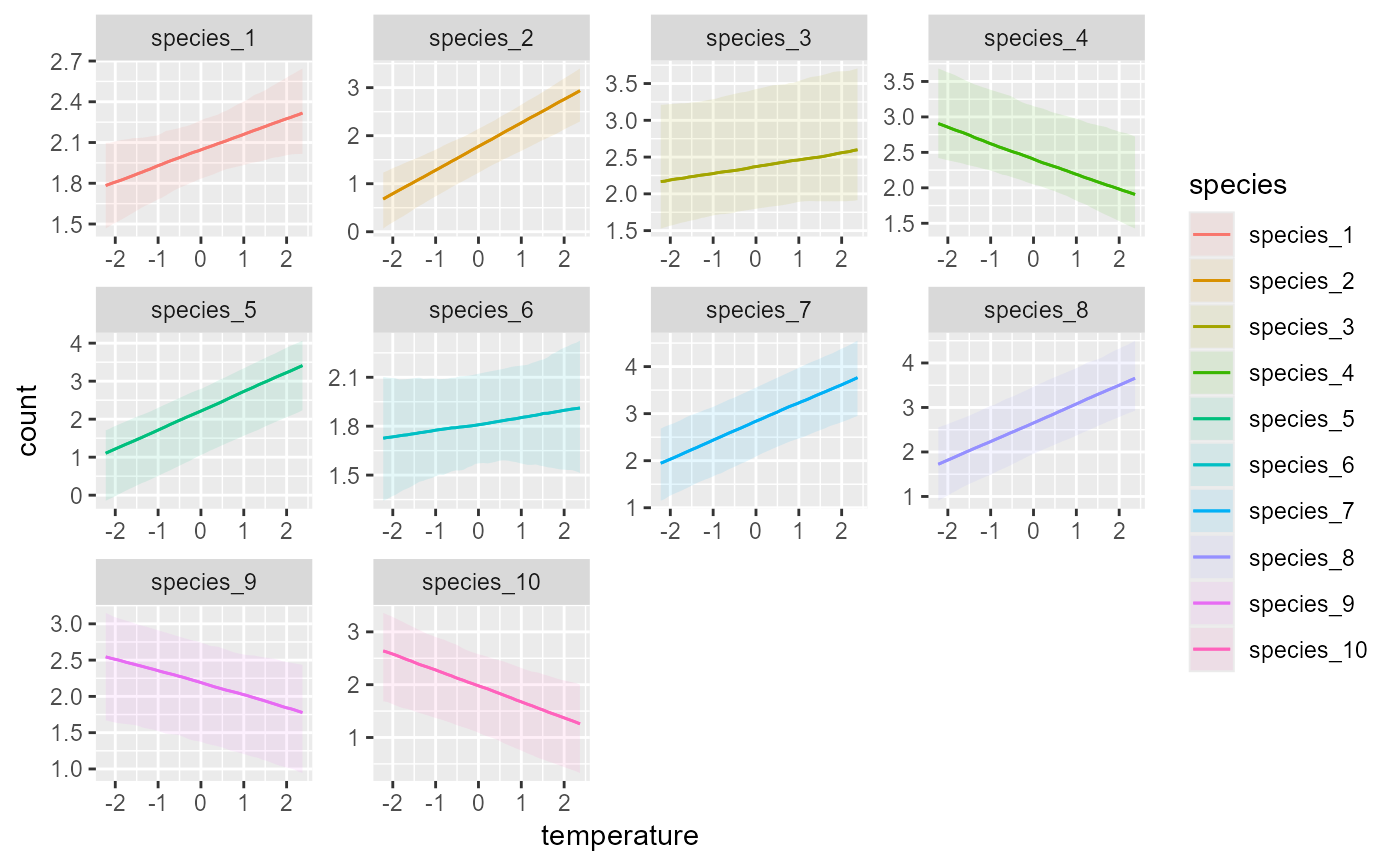 species_1 species_2 species_3 species_4
2.7
2.4
2.1
1.8
1.5
3
2
1
0
3.5
3.0
2.5
2.0
1.5
3.5
3.0
2.5
2.0
1.5
-2 -1 0 1 2 -2 -1 0 1 2 -2 -1 0 1 2 -2 -1 0 1 2
species_5 species_6 species_7 species_8
4
3
2
1
0
2.1
1.8
1.5
4
3
2
1
4
3
2
1
-2 -1 0 1 2 -2 -1 0 1 2 -2 -1 0 1 2 -2 -1 0 1 2
species_9 species_10
3.0
2.5
2.0
1.5
1.0
3
2
1
-2 -1 0 1 2 -2 -1 0 1 2
count
temperature
species
species_1
species_2
species_3
species_4
species_5
species_6
species_7
species_8
species_9
species_10